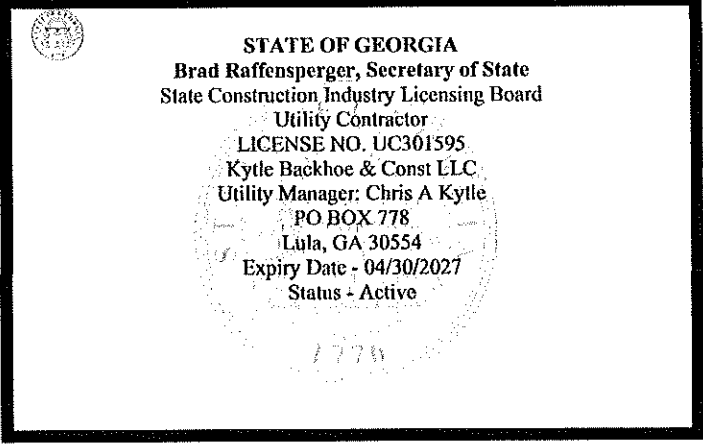 STATE OF GEORGIA
Brad Raffensperger, Secretary of State
State Construction Industry Licensing Board
Utility Contractor
LICENSE NO. UC301595
Kytle Backhoe & Const LLC
Utility Manager: Chris A Kytle
PO BOX 778
Lula, GA 30554
Expiry Date - 04/30/2027
Status - Active
1776